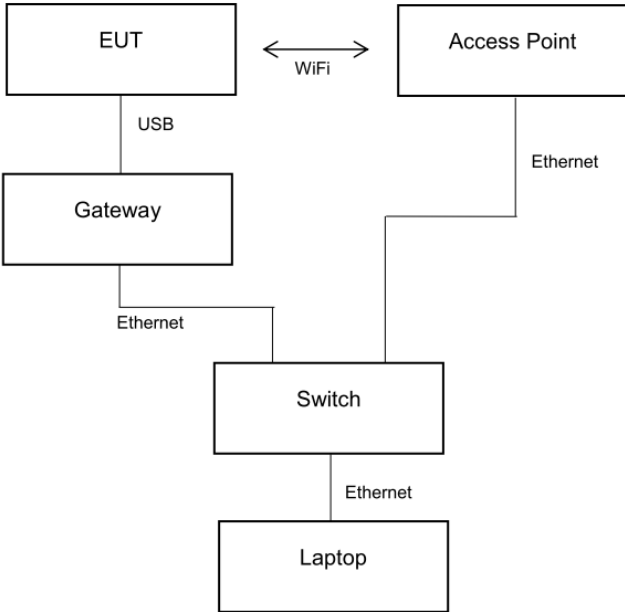 EUT
Access Point
WiFi
USB
Ethernet
Gateway
Ethernet
Switch
Ethernet
Laptop